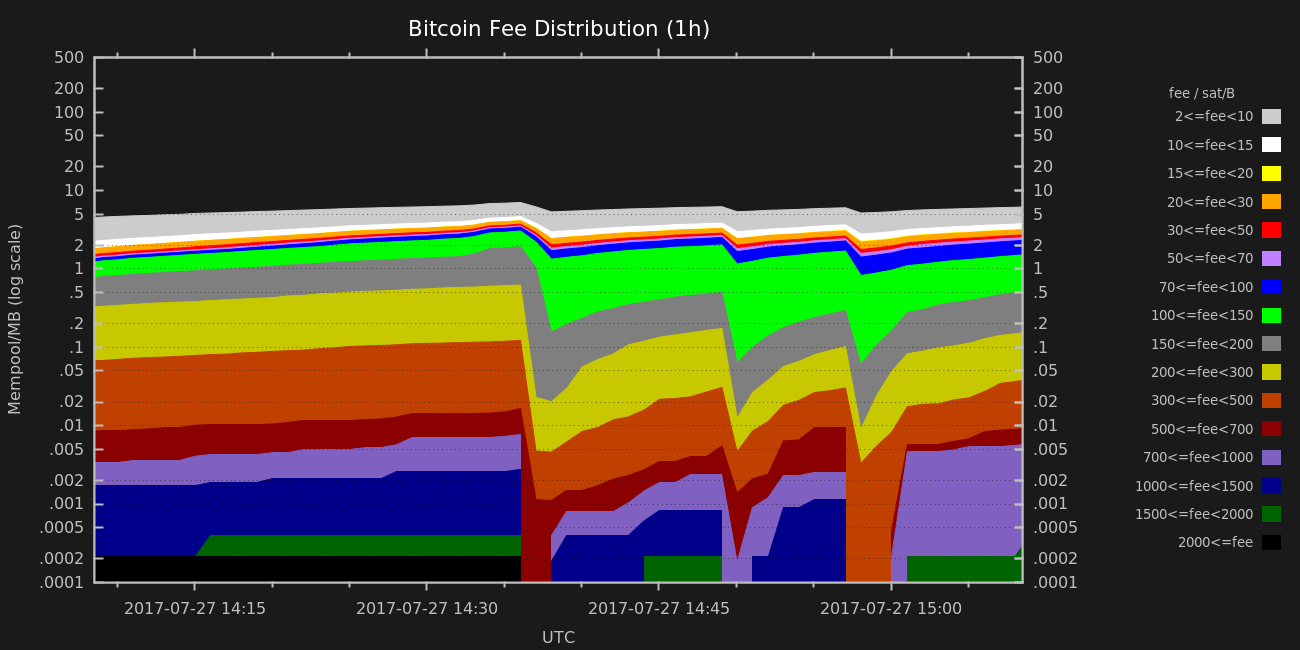 Bitcoin Fee Distribution (1h)
500 500
200 200
100 100
50 50
20 20
10 10
5 5
2 2
1 1
.5 .5
.2 .2
.1 .1
.05 .05
.02 .02
.01 .01
.005 .005
.002 .002
.001 .001
.0005 .0005
.0002 .0002
.0001 .0001
Mempool/MB (log scale)
2017-07-27 14:15 2017-07-27 14:30 2017-07-27 14:45 2017-07-27 15:00
UTC
fee / sat/B
2<=fee<10
10<=fee<15
15<=fee<20
20<=fee<30
30<=fee<50
50<=fee<70
70<=fee<100
100<=fee<150
150<=fee<200
200<=fee<300
300<=fee<500
500<=fee<700
700<=fee<1000
1000<=fee<1500
1500<=fee<2000
2000<=fee